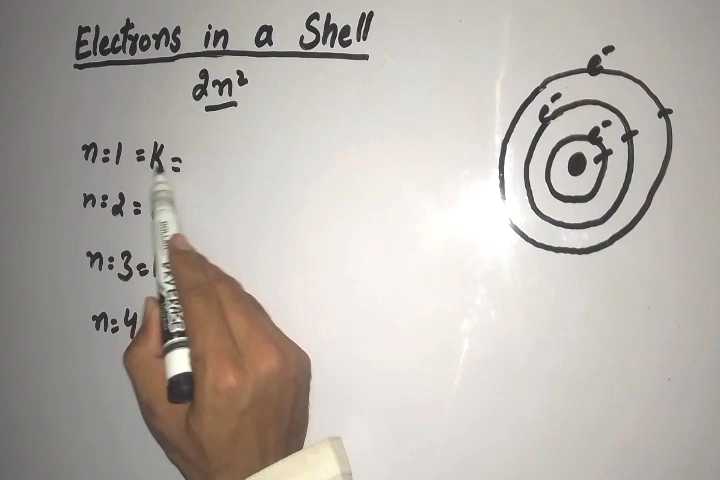 Electrons in a Shell
2n²
n=1 = K =
n=2 =
n=3 =
n=4
e⁻
e⁻
e⁻